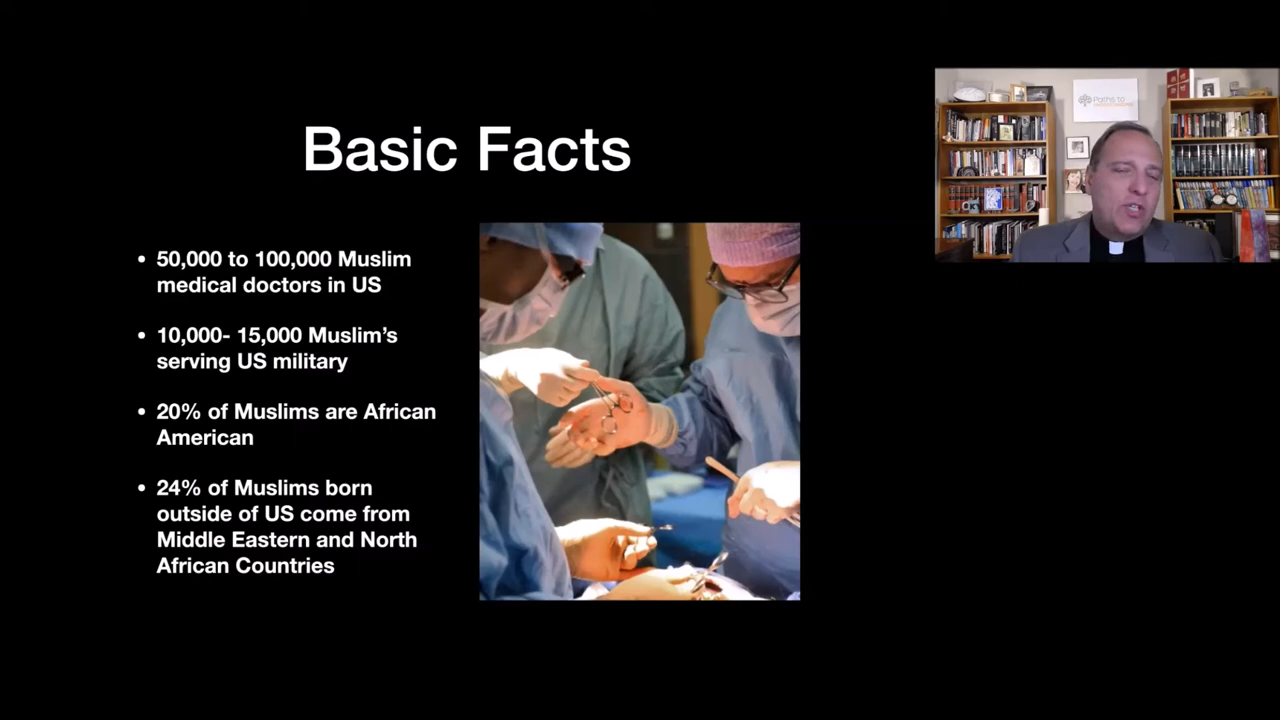 Basic Facts
• 50,000 to 100,000 Muslim
medical doctors in US
• 10,000- 15,000 Muslim’s
serving US military
• 20% of Muslims are African
American
• 24% of Muslims born
outside of US come from
Middle Eastern and North
African Countries
Paths to